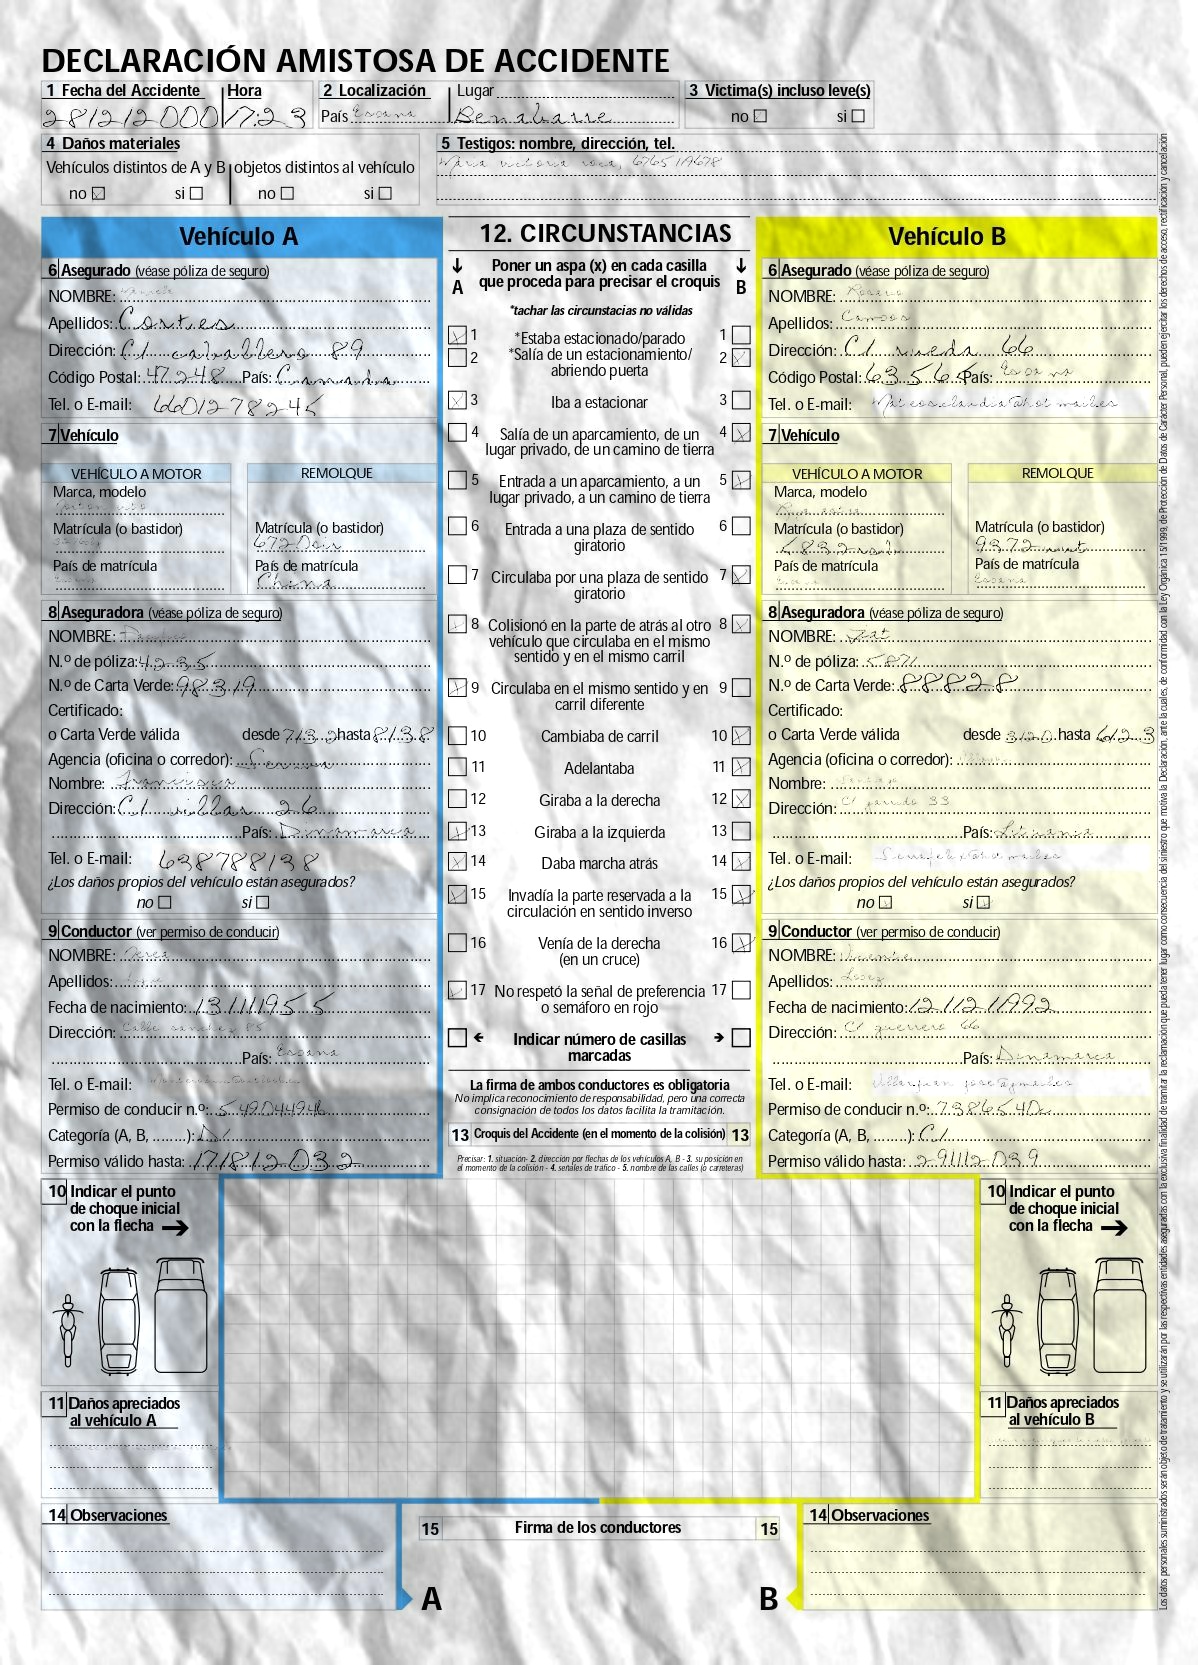 DECLARACIÓN AMISTOSA DE ACCIDENTE
1 Fecha del Accidente Hora
28/2/2000 17:23
2 Localización Lugar
País España Benabarre
3 Victima(s) incluso leve(s)
no si
4 Daños materiales
Vehículos distintos de A y B objetos distintos al vehículo
no si no si
5 Testigos: nombre, dirección, tel.
Maria victoria roca, 6765119678
Vehículo A
6 Asegurado (véase póliza de seguro)
NOMBRE:
Apellidos: Cortes
Dirección: C/ caballero 89
Código Postal: 47248 País: Canada
Tel. o E-mail: 6601278245
7 Vehículo
VEHÍCULO A MOTOR REMOLQUE
Marca, modelo
Matrícula (o bastidor) Matrícula (o bastidor)
País de matrícula País de matrícula
China
8 Aseguradora (véase póliza de seguro)
NOMBRE:
N.º de póliza: 4235
N.º de Carta Verde: 98319
Certificado:
o Carta Verde válida desde 7/3.2 hasta 8/3.8
Agencia (oficina o corredor):
Nombre: Francisca
Dirección: C/ villar 26
País: Dinamarca
Tel. o E-mail: 638788138
¿Los daños propios del vehículo están asegurados?
no si
9 Conductor (ver permiso de conducir)
NOMBRE:
Apellidos:
Fecha de nacimiento: 13/11/1955
Dirección: Calle sanchez 85
País: España
Tel. o E-mail:
Permiso de conducir n.º:
Categoría (A, B, ........): D1
Permiso válido hasta: 17/8/2032
10 Indicar el punto
de choque inicial
con la flecha
11 Daños apreciados
al vehículo A
14 Observaciones
12. CIRCUNSTANCIAS
A Poner un aspa (x) en cada casilla
que proceda para precisar el croquis B
*tachar las circunstacias no válidas
1 *Estaba estacionado/parado 1
2 *Salía de un estacionamiento/
abriendo puerta 2
3 Iba a estacionar 3
4 Salía de un aparcamiento, de un
lugar privado, de un camino de tierra 4
5 Entrada a un aparcamiento, a un
lugar privado, a un camino de tierra 5
6 Entrada a una plaza de sentido
giratorio 6
7 Circulaba por una plaza de sentido
giratorio 7
8 Colisionó en la parte de atrás al otro
vehículo que circulaba en el mismo
sentido y en el mismo carril 8
9 Circulaba en el mismo sentido y en
carril diferente 9
10 Cambiaba de carril 10
11 Adelantaba 11
12 Giraba a la derecha 12
13 Giraba a la izquierda 13
14 Daba marcha atrás 14
15 Invadía la parte reservada a la
circulación en sentido inverso 15
16 Venía de la derecha
(en un cruce) 16
17 No respetó la señal de preferencia
o semáforo en rojo 17
Indicar número de casillas
marcadas
La firma de ambos conductores es obligatoria
No implica reconocimiento de responsabilidad, pero una correcta
consignación de todos los datos facilita la tramitación.
13 Croquis del Accidente (en el momento de la colisión) 13
Precisar: 1. situación- 2. dirección por flechas de los vehículos A, B - 3. su posición en
el momento de la colisión - 4. señales de tráfico - 5. nombre de las calles (o carreteras)
15 Firma de los conductores 15
A B
Vehículo B
6 Asegurado (véase póliza de seguro)
NOMBRE: Rosario
Apellidos: Campos
Dirección: C/ rueda 66
Código Postal: 63565 País: España
Tel. o E-mail:
7 Vehículo
VEHÍCULO A MOTOR REMOLQUE
Marca, modelo
Matrícula (o bastidor) Matrícula (o bastidor)
País de matrícula País de matrícula
España
8 Aseguradora (véase póliza de seguro)
NOMBRE:
N.º de póliza: 5871
N.º de Carta Verde: 88828
Certificado:
o Carta Verde válida desde 3/2.0. hasta 6/2.3
Agencia (oficina o corredor):
Nombre:
Dirección: C/ garrido 33
País: Lituania
Tel. o E-mail:
¿Los daños propios del vehículo están asegurados?
no si
9 Conductor (ver permiso de conducir)
NOMBRE: Vicente
Apellidos: Lopez
Fecha de nacimiento: 12/12/1992
Dirección: C/ guerrero 66
País: Dinamarca
Tel. o E-mail:
Permiso de conducir n.º:
Categoría (A, B, ........): C1
Permiso válido hasta: 29/11/2039
10 Indicar el punto
de choque inicial
con la flecha
11 Daños apreciados
al vehículo B
14 Observaciones
Los datos personales suministrados serán objeto de tratamiento y se utilizarán por las respectivas entidades aseguradas con la exclusiva finalidad de tramitar la reclamación que pueda tener lugar como consecuencia del siniestro que motiva la Declaración, ante la cuales, de conformidad con la Ley Orgánica 15/1999, de Protección de Datos de Carácter Personal, pueden ejercitar los derechos de acceso, rectificación y cancelación